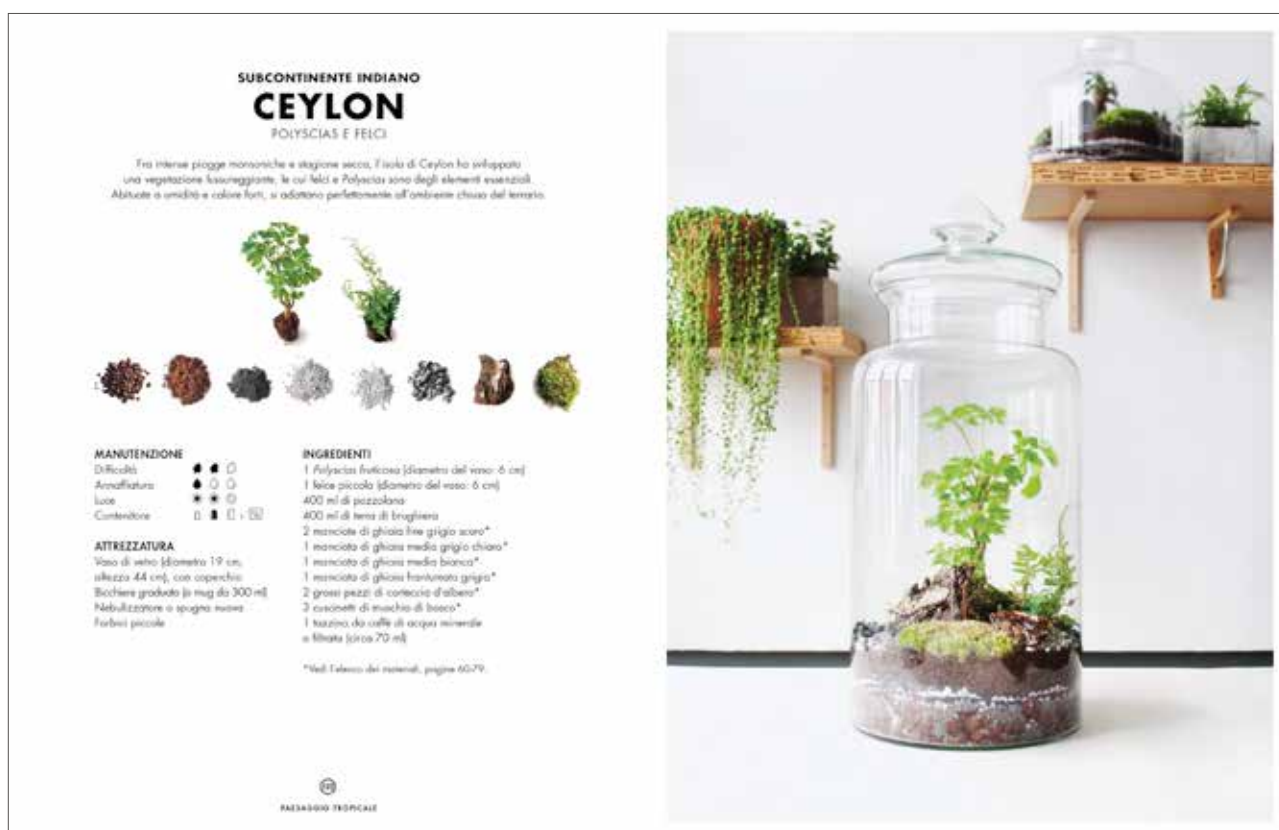 SUBCONTINENTE INDIANO
CEYLON
POLYSCIAS E FELCI
Fra intense piogge monsoniche e stagione secca, l'isola di Ceylon ha sviluppato
una vegetazione lussureggiante, le cui felci e Polyscias sono degli elementi essenziali.
Abituate a umidità e calore forti, si adattano perfettamente all'ambiente chiuso del terrario.
MANUTENZIONE
Difficoltà
Annaffiatura
Luce
Contenitore
ATTREZZATURA
Vaso di vetro (diametro 19 cm,
altezza 44 cm), con coperchio
Bicchiere graduato (o mug da 300 ml)
Nebulizzatore o spugna nuova
Forbici piccole
INGREDIENTI
1 Polyscias fruticosa (diametro del vaso: 6 cm)
1 felce piccola (diametro del vaso: 6 cm)
400 ml di pozzolana
400 ml di terra di brughiera
2 manciate di ghiaia fine grigio scuro*
1 manciata di ghiaia media grigio chiaro*
1 manciata di ghiaia media bianca*
1 manciata di ghiaia frantumata grigia*
2 grossi pezzi di corteccia d'albero*
3 cuscinetti di muschio di bosco*
1 tazzina da caffè di acqua minerale
o filtrata (circa 70 ml)
*Vedi l'elenco dei materiali, pagine 60-79.
PAESAGGIO TROPICALE